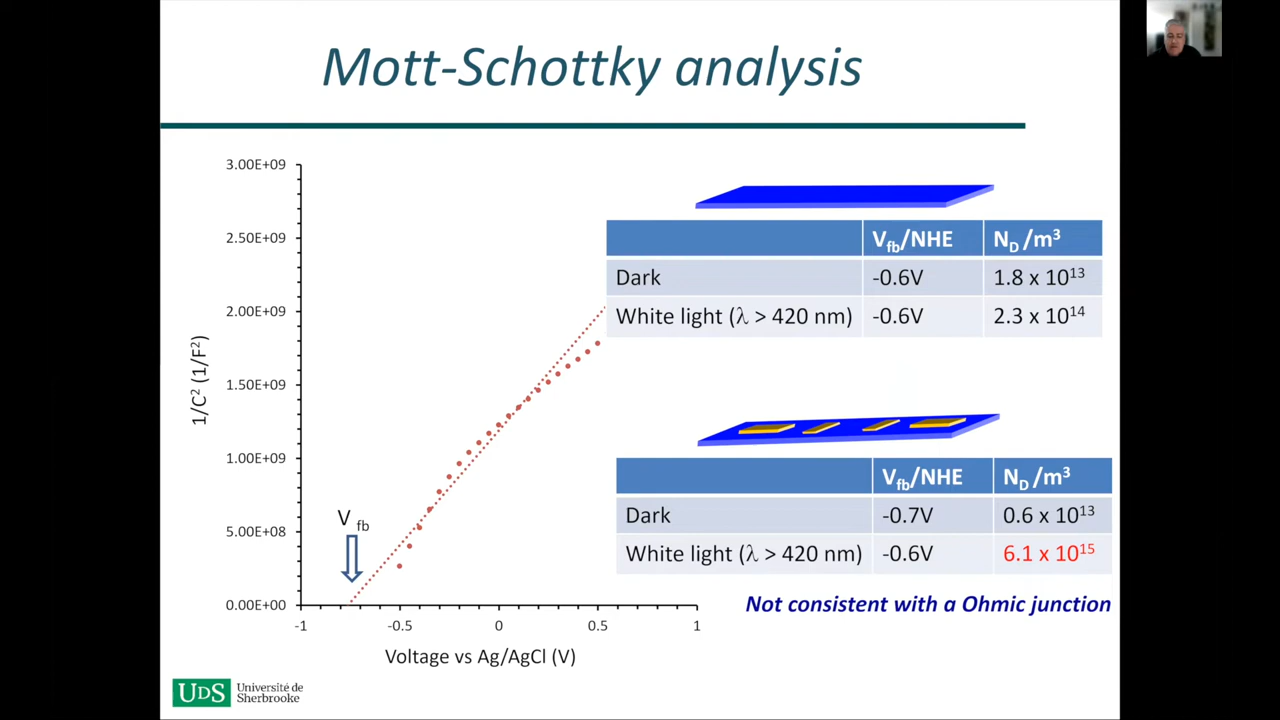 Mott-Schottky analysis
3.00E+09
2.50E+09
2.00E+09
1.50E+09
1.00E+09
5.00E+08
0.00E+00
1/C² (1/F²)
V fb
-1
-0.5
0
0.5
1
Voltage vs Ag/AgCl (V)
Vfb/NHE ND /m³
Dark -0.6V 1.8 x 10¹³
White light (λ > 420 nm) -0.6V 2.3 x 10¹⁴
Vfb/NHE ND /m³
Dark -0.7V 0.6 x 10¹³
White light (λ > 420 nm) -0.6V 6.1 x 10¹⁵
Not consistent with a Ohmic junction
UDS Université de
Sherbrooke